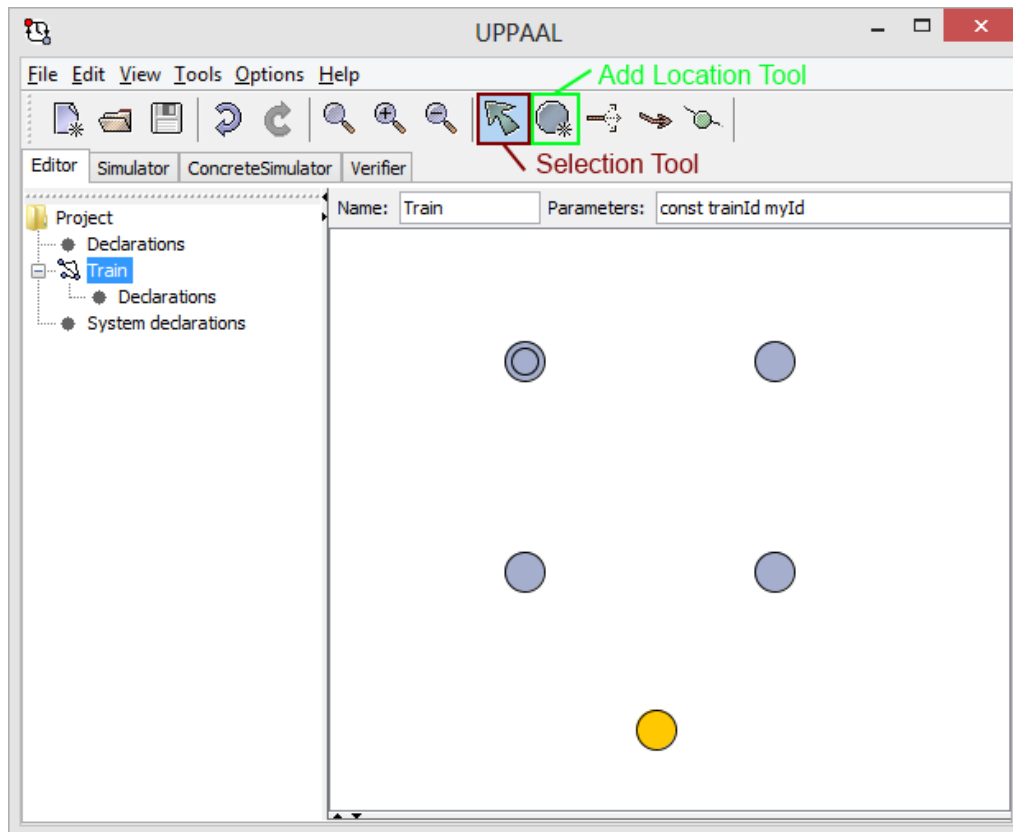 UPPAAL
File Edit View Tools Options Help
Add Location Tool
Selection Tool
Editor Simulator ConcreteSimulator Verifier
Project
Declarations
Train
Declarations
System declarations
Name: Train Parameters: const trainId myId